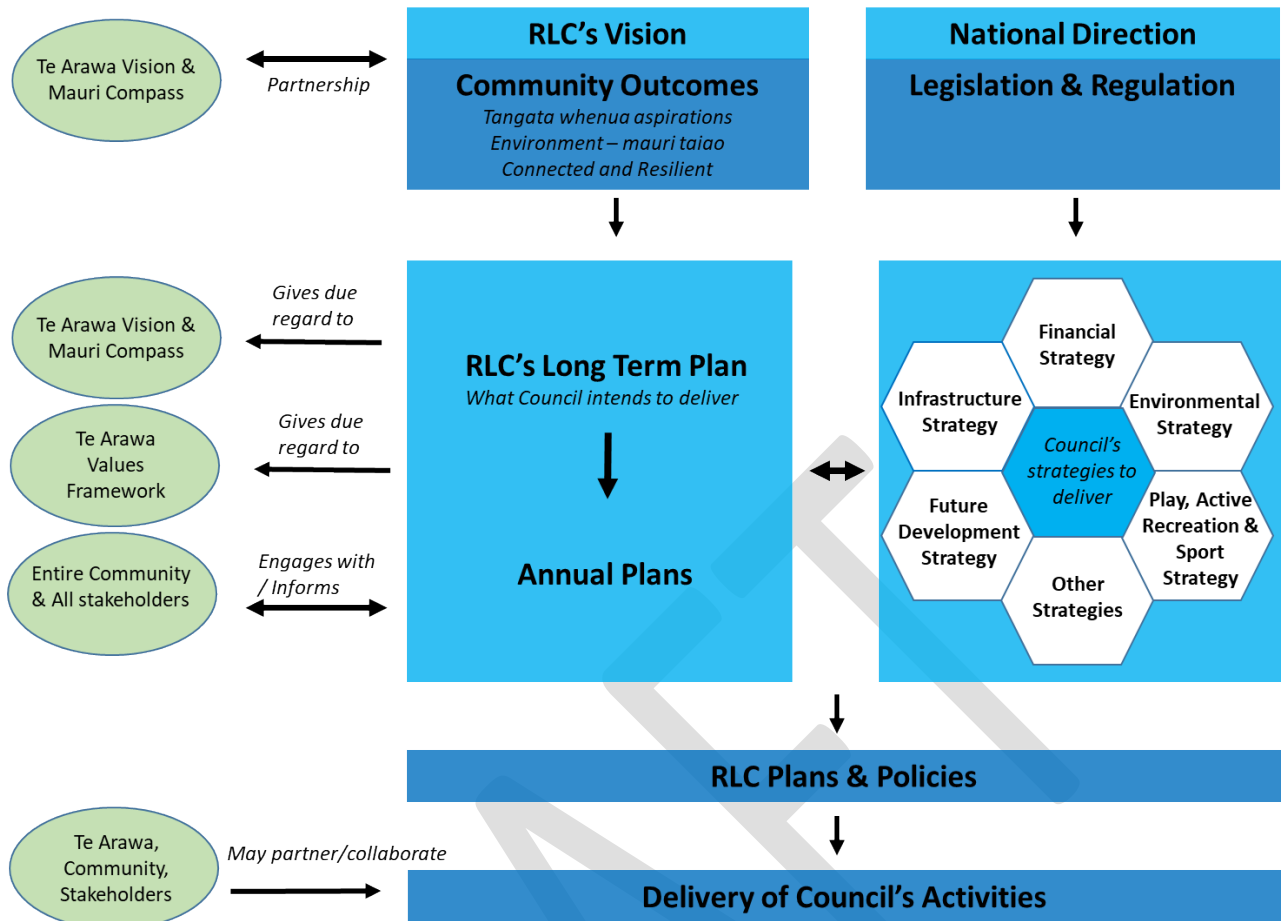 Te Arawa Vision &
Mauri Compass
Partnership
RLC's Vision
Community Outcomes
Tangata whenua aspirations
Environment – mauri taiao
Connected and Resilient
National Direction
Legislation & Regulation
Te Arawa Vision &
Mauri Compass
Gives due
regard to
Te Arawa
Values
Framework
Gives due
regard to
Entire Community
& All stakeholders
Engages with
/ Informs
RLC's Long Term Plan
What Council intends to deliver
Annual Plans
Financial
Strategy
Infrastructure
Strategy
Environmental
Strategy
Council's
strategies to
deliver
Future
Development
Strategy
Play, Active
Recreation &
Sport
Strategy
Other
Strategies
RLC Plans & Policies
Te Arawa,
Community,
Stakeholders
May partner/collaborate
Delivery of Council's Activities